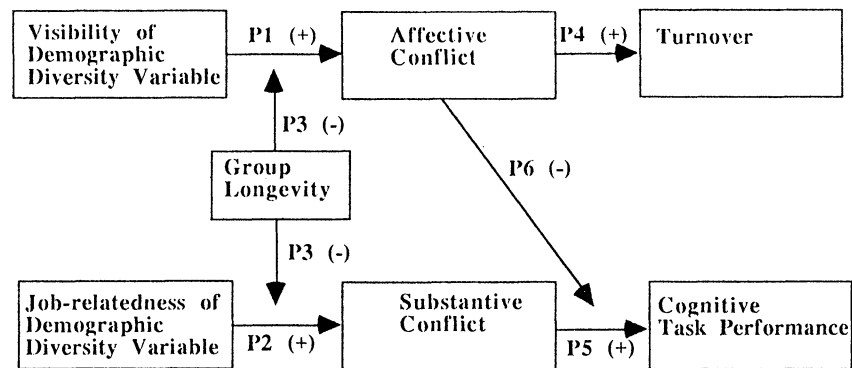 Visibility of
Demographic
Diversity Variable
P1 (+)
Affective
Conflict
P4 (+)
Turnover
P3 (-)
Group
Longevity
P6 (-)
P3 (-)
Job-relatedness of
Demographic
Diversity Variable
P2 (+)
Substantive
Conflict
P5 (+)
Cognitive
Task Performance